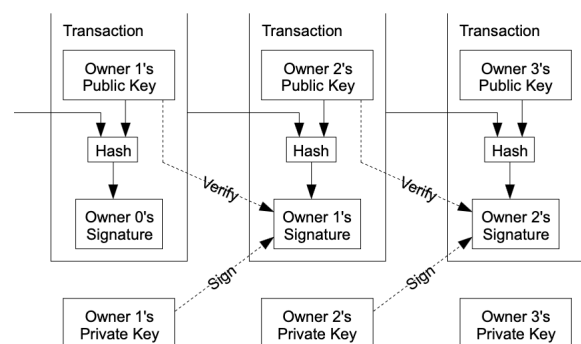 Transaction
Transaction
Transaction
Owner 1's
Public Key
Owner 2's
Public Key
Owner 3's
Public Key
Hash
Hash
Hash
Verify
Verify
Owner 0's
Signature
Owner 1's
Signature
Owner 2's
Signature
Sign
Sign
Owner 1's
Private Key
Owner 2's
Private Key
Owner 3's
Private Key